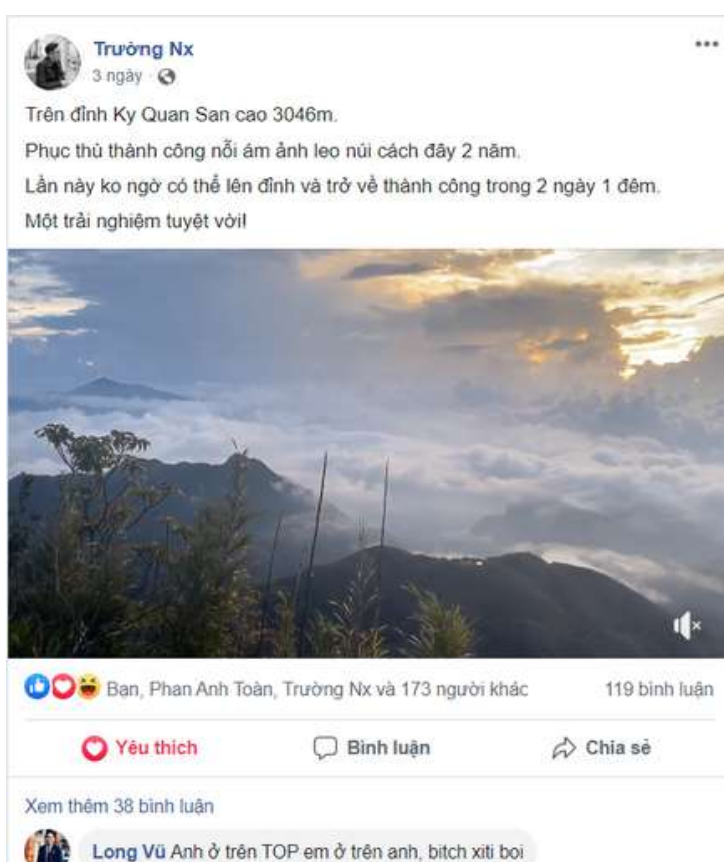 Trường Nx
3 ngày ·
Trên đỉnh Ky Quan San cao 3046m.
Phục thù thành công nỗi ám ảnh leo núi cách đây 2 năm.
Lần này ko ngờ có thể lên đỉnh và trở về thành công trong 2 ngày 1 đêm.
Một trải nghiệm tuyệt vời!
Bạn, Phan Anh Toàn, Trường Nx và 173 người khác 119 bình luận
Yêu thích Bình luận Chia sẻ
Xem thêm 38 bình luận
Long Vũ Anh ở trên TOP em ở trên anh, bitch xiti boi